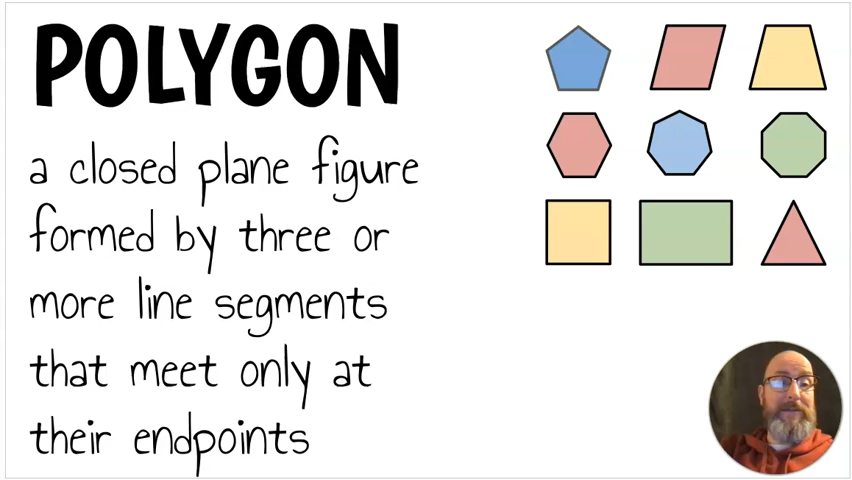 POLYGON
a closed plane figure
formed by three or
more line segments
that meet only at
their endpoints